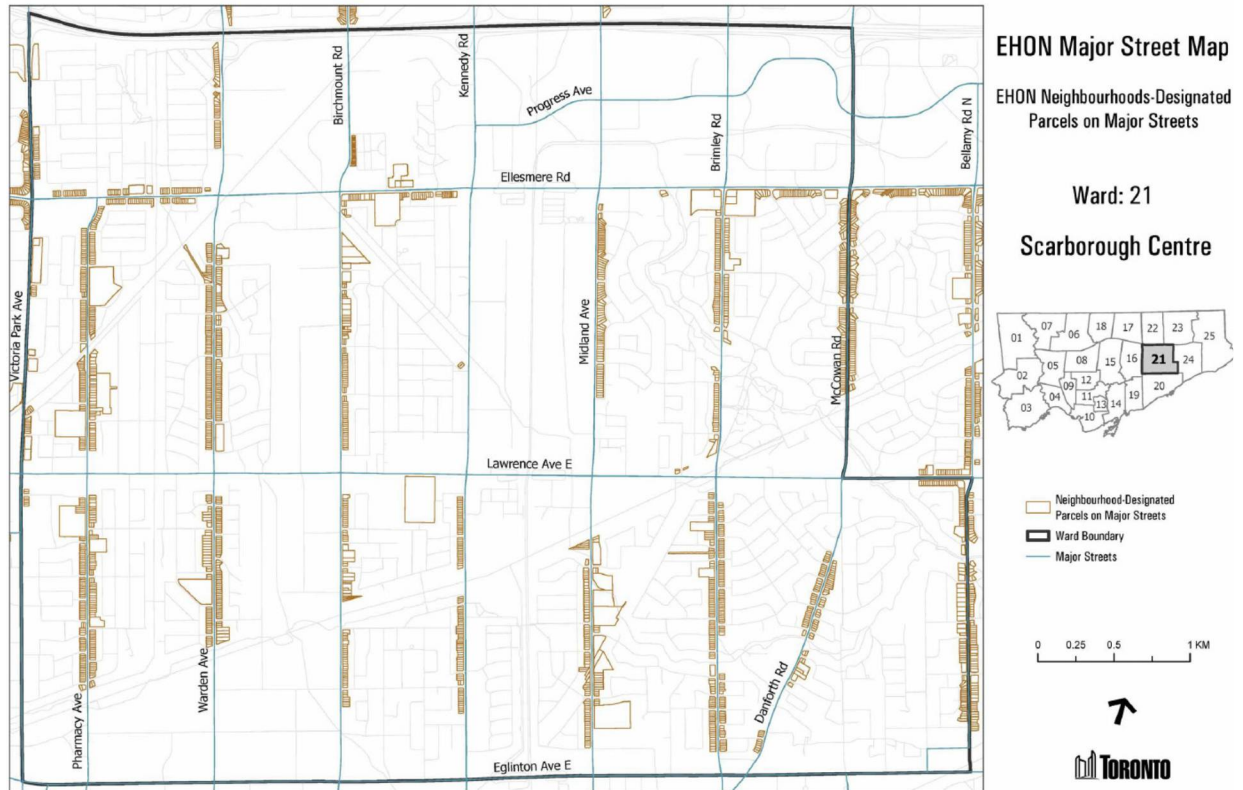 EHON Major Street Map
EHON Neighbourhoods-Designated
Parcels on Major Streets
Ward: 21
Scarborough Centre
Birchmount Rd
Kennedy Rd
Progress Ave
Brimley Rd
Bellamy Rd N
Ellesmere Rd
Victoria Park Ave
Midland Ave
McCowan Rd
Lawrence Ave E
Pharmacy Ave
Warden Ave
Danforth Rd
Eglinton Ave E
01
07
06
18
17
22
23
25
02
05
08
15
16
21
24
03
04
09
12
11
13
10
14
19
20
Neighbourhood-Designated
Parcels on Major Streets
Ward Boundary
Major Streets
0 0.25 0.5 1 KM
TORONTO